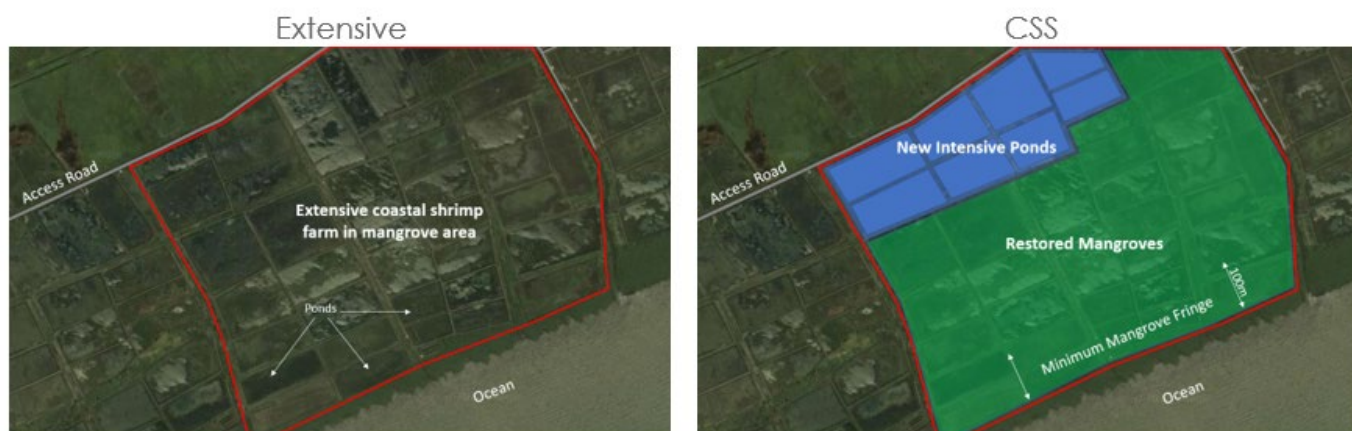 Extensive
Access Road
Extensive coastal shrimp
farm in mangrove area
Ponds
Ocean
CSS
Access Road
New Intensive Ponds
Restored Mangroves
100m
Minimum Mangrove Fringe
Ocean